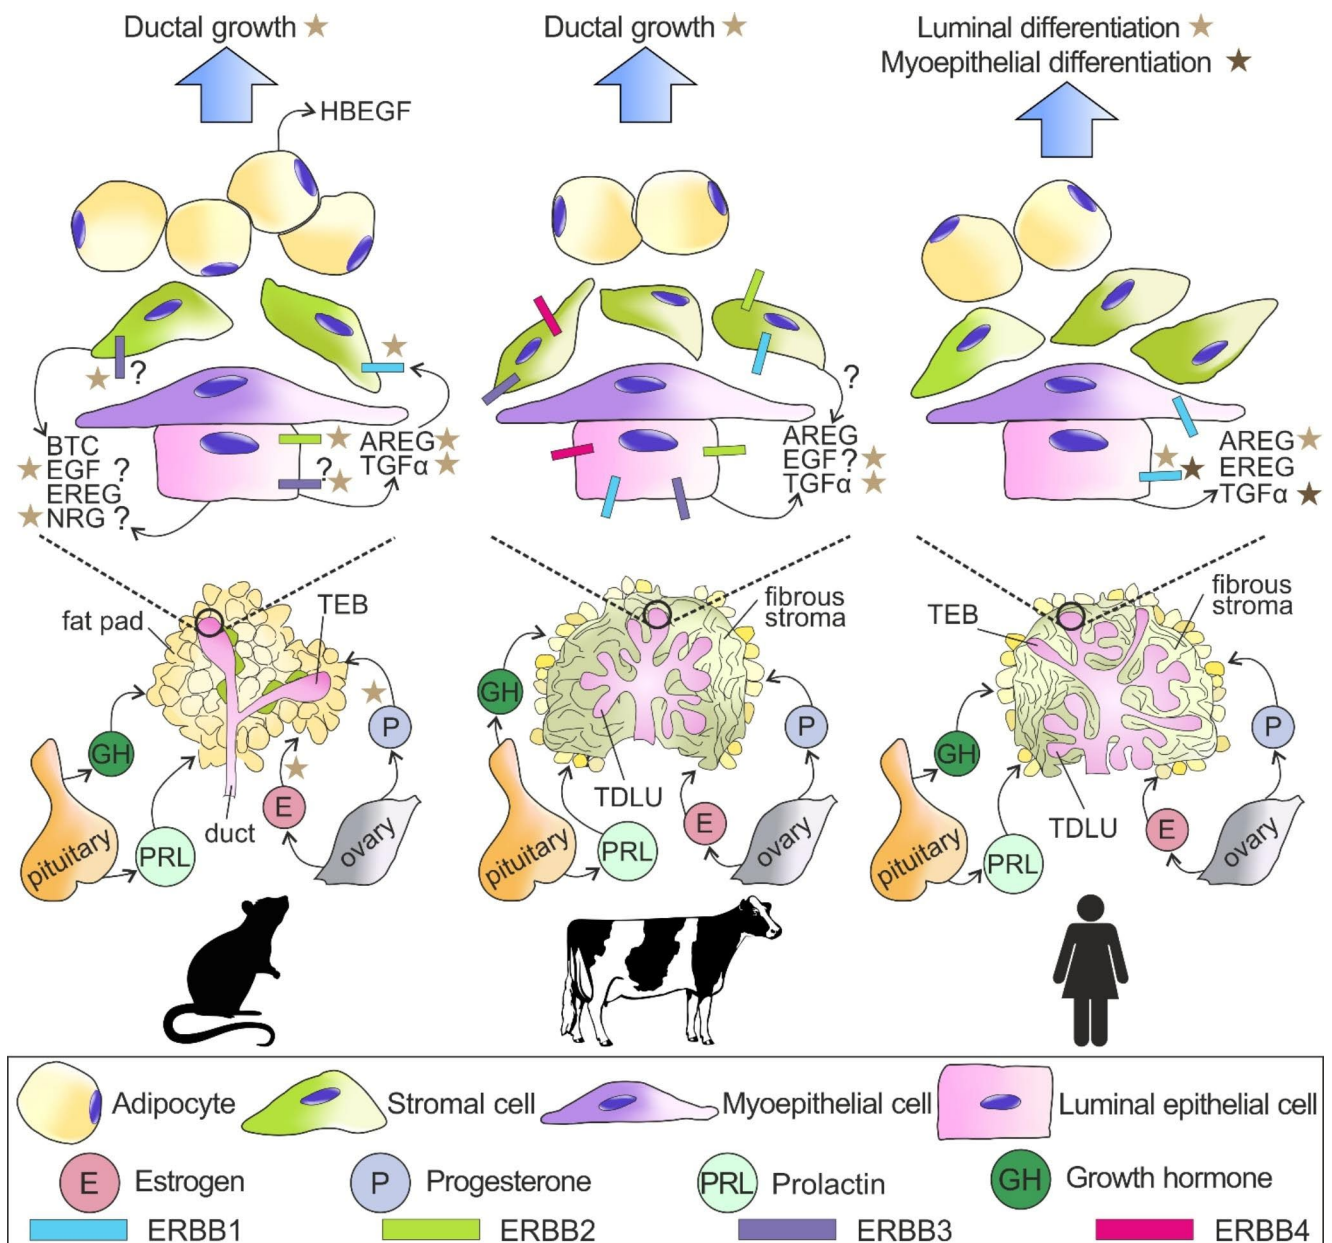 Ductal growth
HBEGF
?
BTC
EGF ?
EREG
NRG ?
?
AREG
TGFα
Ductal growth
?
AREG
EGF ?
TGFα
Luminal differentiation
Myoepithelial differentiation
AREG
EREG
TGFα
fat pad
TEB
GH
P
E
duct
PRL
pituitary
ovary
fibrous
stroma
GH
P
TDLU
E
PRL
pituitary
ovary
TEB
fibrous
stroma
GH
P
TDLU
E
PRL
pituitary
ovary
Adipocyte
Stromal cell
Myoepithelial cell
Luminal epithelial cell
E Estrogen
P Progesterone
PRL Prolactin
GH Growth hormone
ERBB1
ERBB2
ERBB3
ERBB4